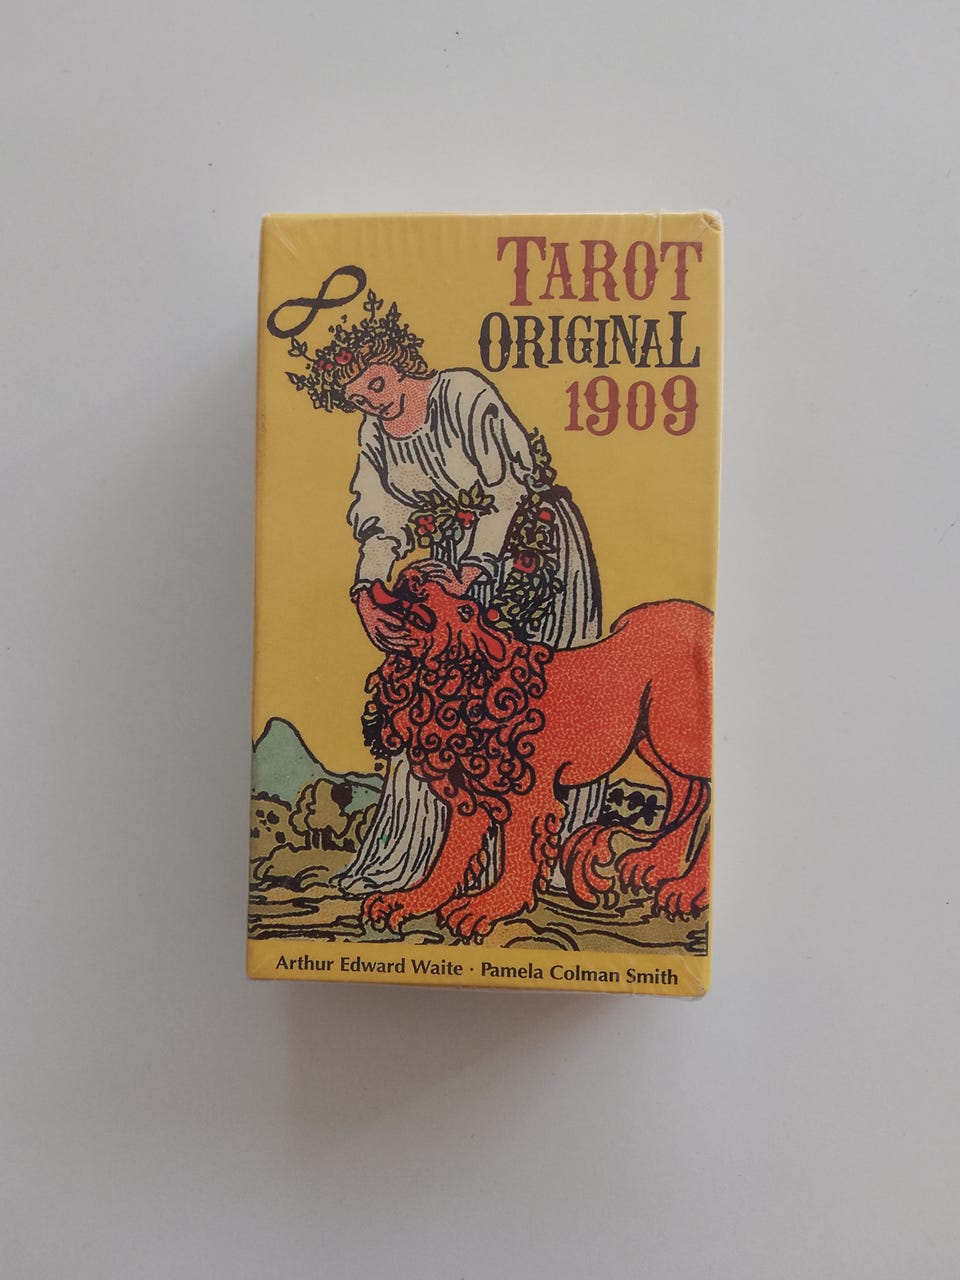 TAROT
ORIGINAL
1909
Arthur Edward Waite · Pamela Colman Smith